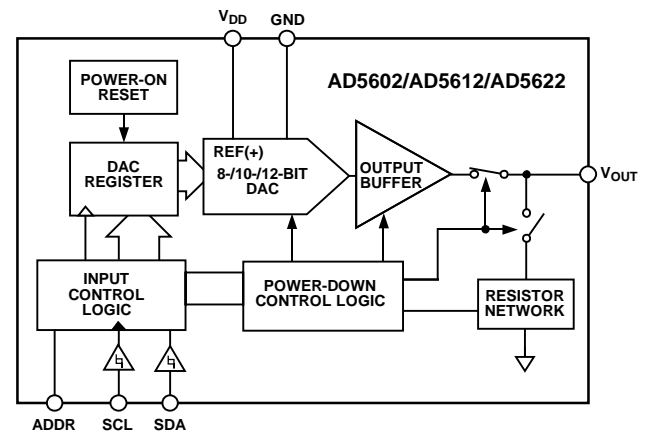 VDD
GND
AD5602/AD5612/AD5622
POWER-ON
RESET
DAC
REGISTER
REF(+)
8-/10-/12-BIT
DAC
OUTPUT
BUFFER
VOUT
INPUT
CONTROL
LOGIC
POWER-DOWN
CONTROL LOGIC
RESISTOR
NETWORK
ADDR
SCL
SDA